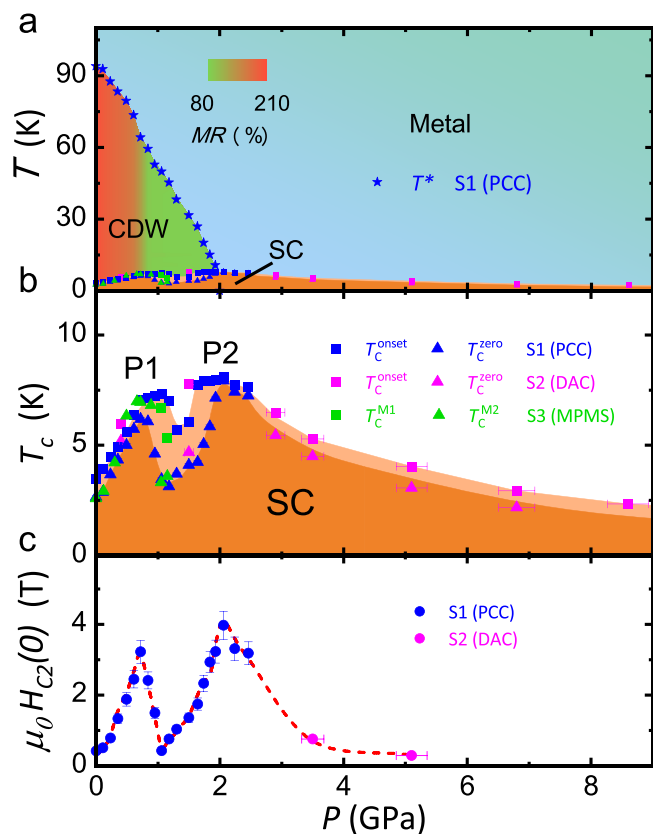 a
90
60
30
0
T (K)
80 210
MR ( %)
Metal
T* S1 (PCC)
CDW
SC
b
10
5
0
T_c (K)
P1 P2
T_C^onset T_C^zero S1 (PCC)
T_C^onset T_C^zero S2 (DAC)
T_C^M1 T_C^M2 S3 (MPMS)
SC
c
4
2
0
μ_0 H_C2(0) (T)
S1 (PCC)
S2 (DAC)
0 2 4 6 8
P (GPa)